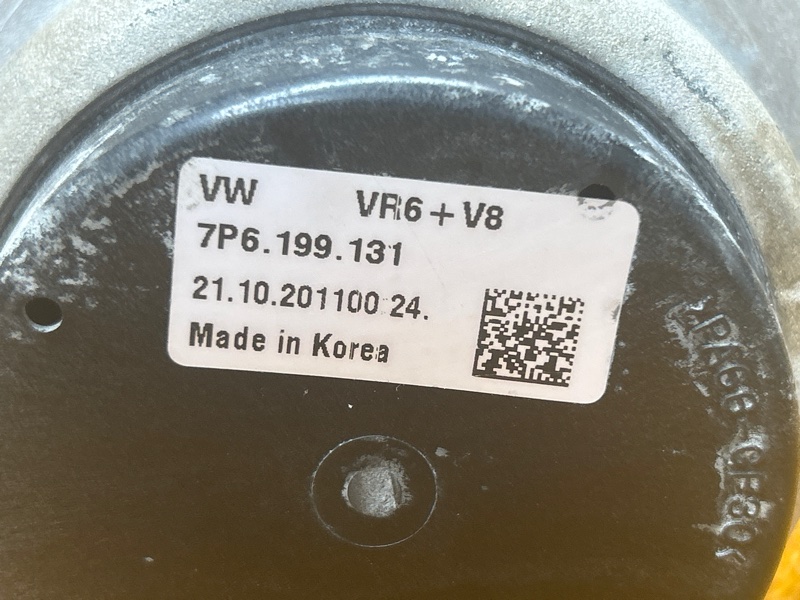 VW VR6+V8
7P6.199.131
21.10.201100 24.
Made in Korea